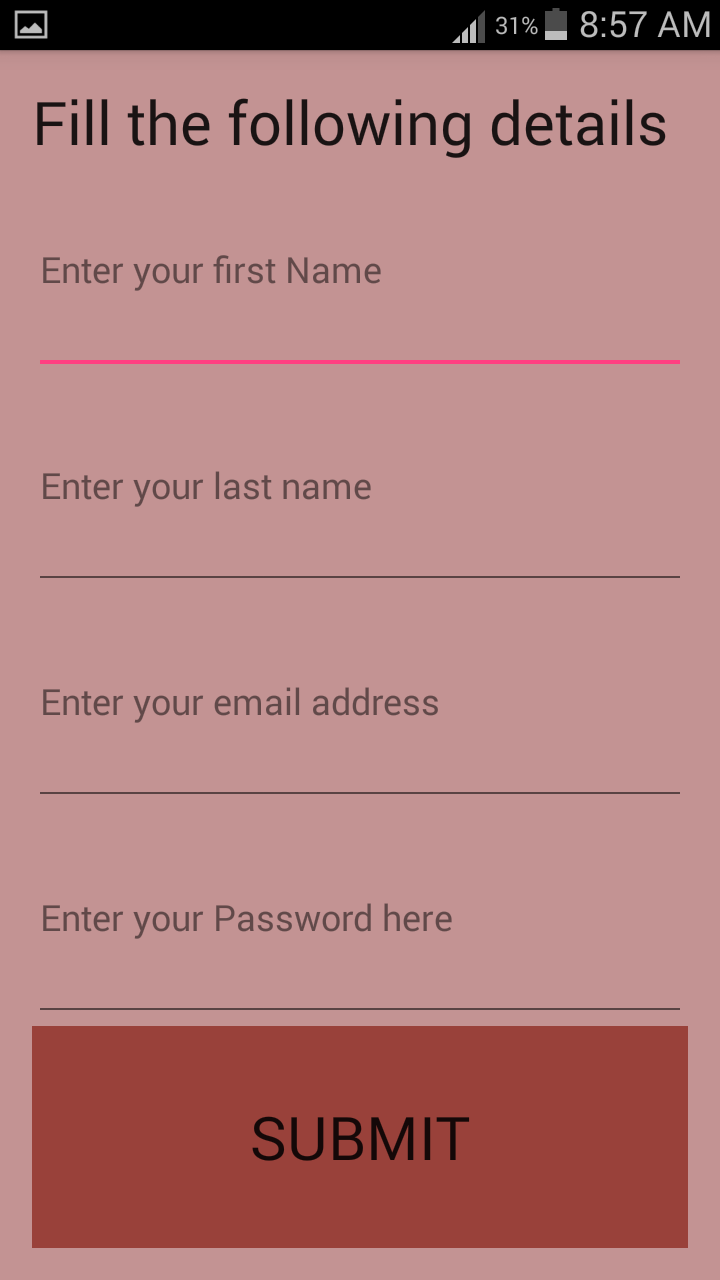 31% 8:57 AM
Fill the following details
Enter your first Name
Enter your last name
Enter your email address
Enter your Password here
SUBMIT